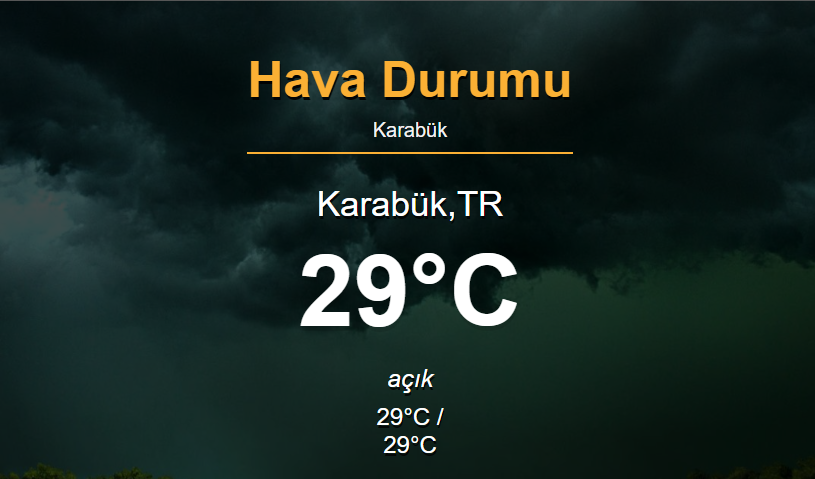 Hava Durumu
Karabük
Karabük,TR
29°C
açık
29°C /
29°C